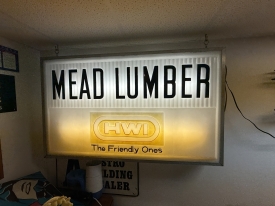 MEAD LUMBER
HWI
The Friendly Ones